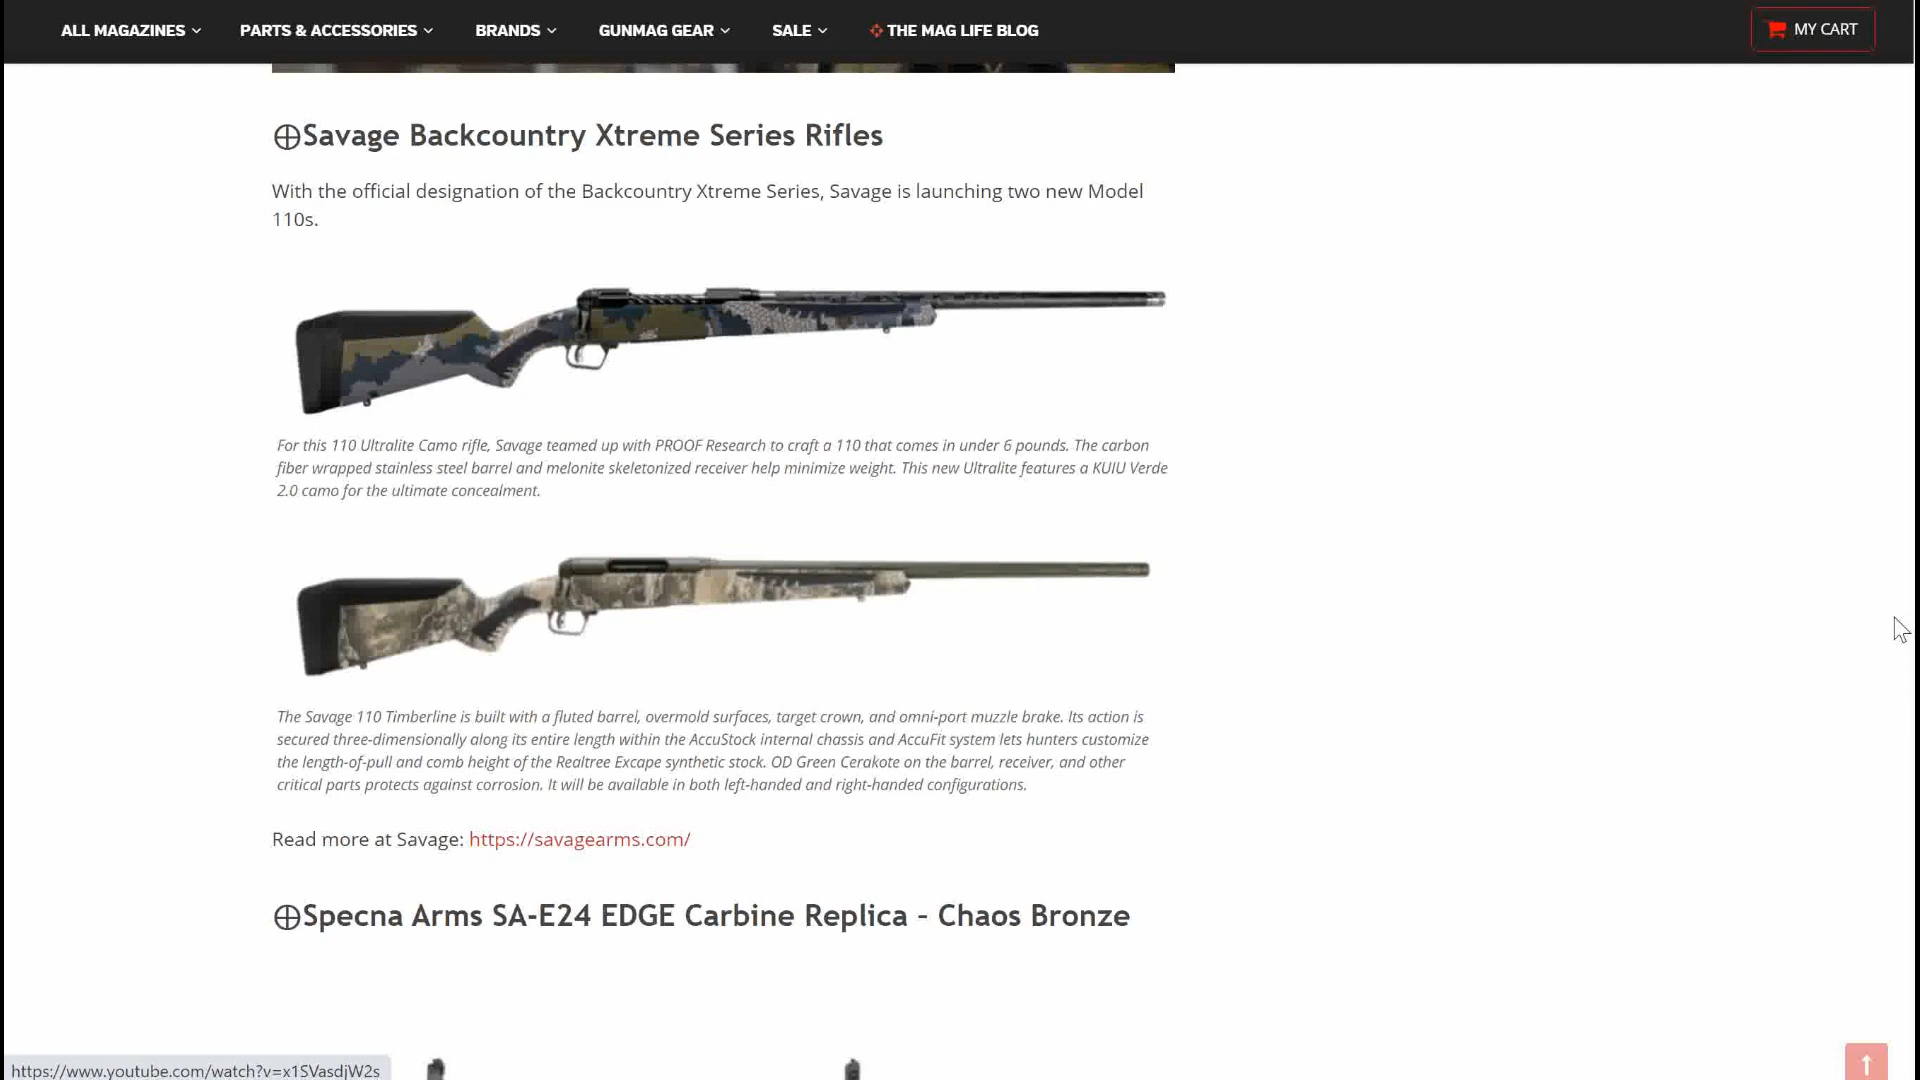 ALL MAGAZINES PARTS & ACCESSORIES BRANDS GUNMAG GEAR SALE THE MAG LIFE BLOG MY CART
⨁Savage Backcountry Xtreme Series Rifles
With the official designation of the Backcountry Xtreme Series, Savage is launching two new Model
110s.
For this 110 Ultralite Camo rifle, Savage teamed up with PROOF Research to craft a 110 that comes in under 6 pounds. The carbon
fiber wrapped stainless steel barrel and melonite skeletonized receiver help minimize weight. This new Ultralite features a KUIU Verde
2.0 camo for the ultimate concealment.
The Savage 110 Timberline is built with a fluted barrel, overmold surfaces, target crown, and omni-port muzzle brake. Its action is
secured three-dimensionally along its entire length within the AccuStock internal chassis and AccuFit system lets hunters customize
the length-of-pull and comb height of the Realtree Excape synthetic stock. OD Green Cerakote on the barrel, receiver, and other
critical parts protects against corrosion. It will be available in both left-handed and right-handed configurations.
Read more at Savage: https://savagearms.com/
⨁Specna Arms SA-E24 EDGE Carbine Replica – Chaos Bronze
https://www.youtube.com/watch?v=x1SVasdjW2s